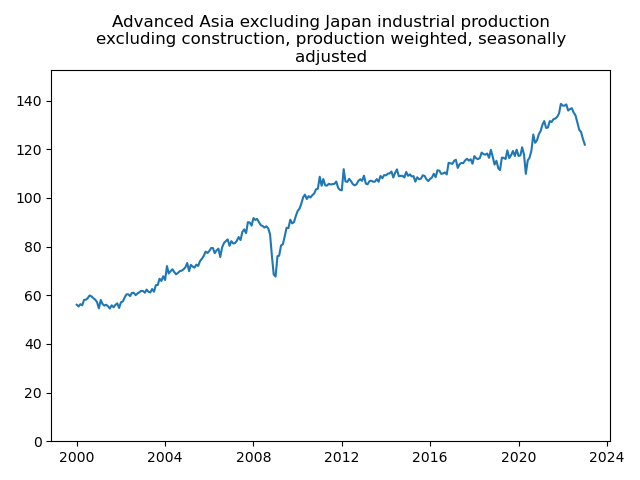 Advanced Asia excluding Japan industrial production
excluding construction, production weighted, seasonally
adjusted
140
120
100
80
60
40
20
0
2000 2004 2008 2012 2016 2020 2024